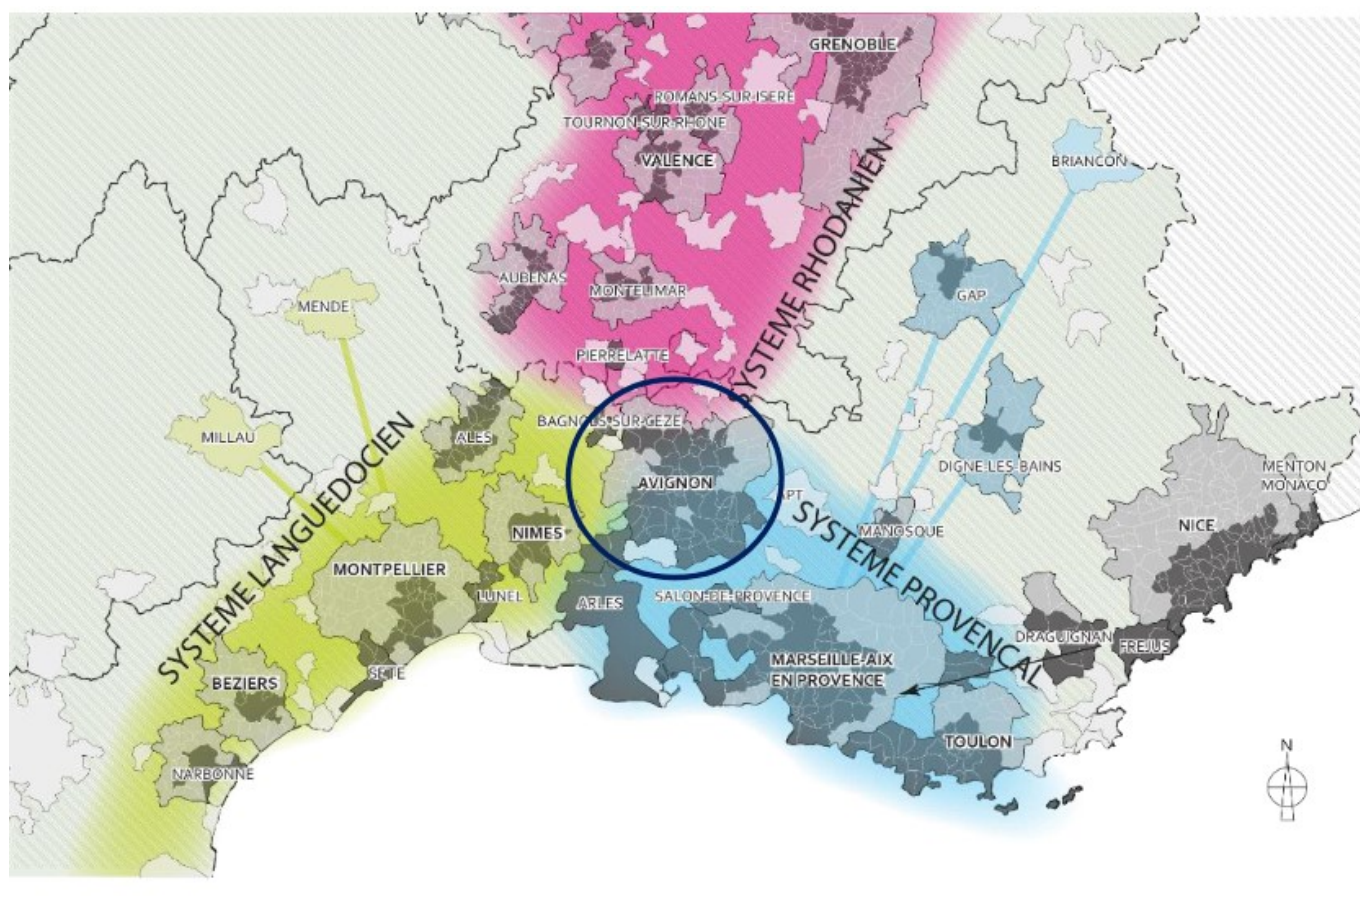 GRENOBLE
ROMANS-SUR-ISERE
TOURNON-SUR-RHONE
VALENCE
BRIANCON
SYSTEME RHODANIEN
AUBENAS
MONTELIMAR
GAP
MENDE
PIERRELATTE
BAGNOLS-SUR-CEZE
MILLAU
ALES
SYSTEME LANGUEDOCIEN
AVIGNON
APT
DIGNE-LES-BAINS
MENTON
MONACO
NICE
NIMES
MANOSQUE
SYSTEME PROVENCAL
MONTPELLIER
LUNEL
ARLES
SALON-DE-PROVENCE
DRAGUIGNAN
FREJUS
SETE
BEZIERS
MARSEILLE-AIX
EN PROVENCE
TOULON
NARBONNE
N